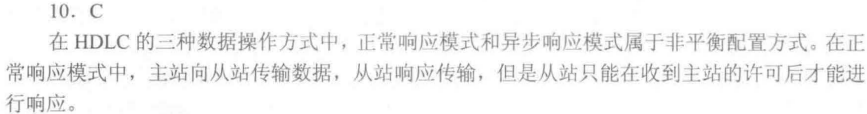 10. C
在 HDLC 的三种数据操作方式中，正常响应模式和异步响应模式属于非平衡配置方式。在正
常响应模式中，主站向从站传输数据，从站响应传输，但是从站只能在收到主站的许可后才能进
行响应。